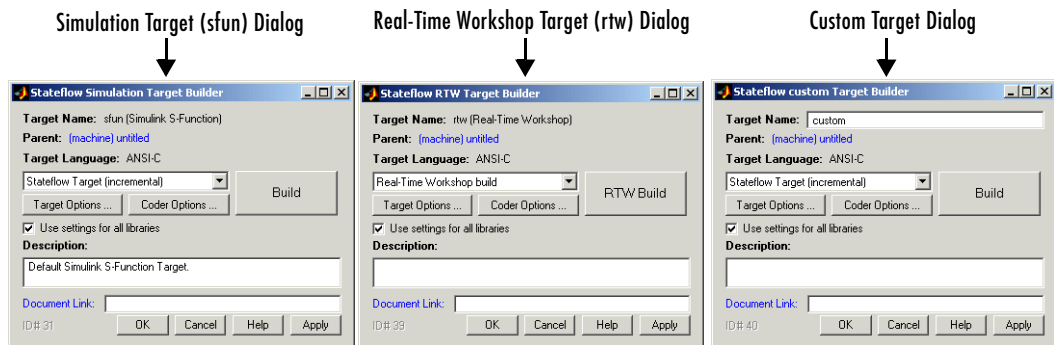 Simulation Target (sfun) Dialog
Real-Time Workshop Target (rtw) Dialog
Custom Target Dialog
Stateflow Simulation Target Builder
Target Name: sfun (Simulink S-Function)
Parent: (machine) untitled
Target Language: ANSI-C
Stateflow Target (incremental)
Build
Target Options ...
Coder Options ...
Use settings for all libraries
Description:
Default Simulink S-Function Target.
Document Link:
ID# 31
OK
Cancel
Help
Apply
Stateflow RTW Target Builder
Target Name: rtw (Real-Time Workshop)
Parent: (machine) untitled
Target Language: ANSI-C
Real-Time Workshop build
RTW Build
Target Options ...
Coder Options ...
Use settings for all libraries
Description:
Document Link:
ID# 39
OK
Cancel
Help
Apply
Stateflow custom Target Builder
Target Name: custom
Parent: (machine) untitled
Target Language: ANSI-C
Stateflow Target (incremental)
Build
Target Options ...
Coder Options ...
Use settings for all libraries
Description:
Document Link:
ID# 40
OK
Cancel
Help
Apply